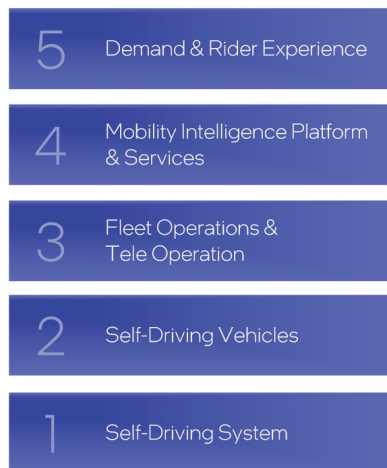 5
Demand & Rider Experience
4
Mobility Intelligence Platform
& Services
3
Fleet Operations &
Tele Operation
2
Self-Driving Vehicles
1
Self-Driving System